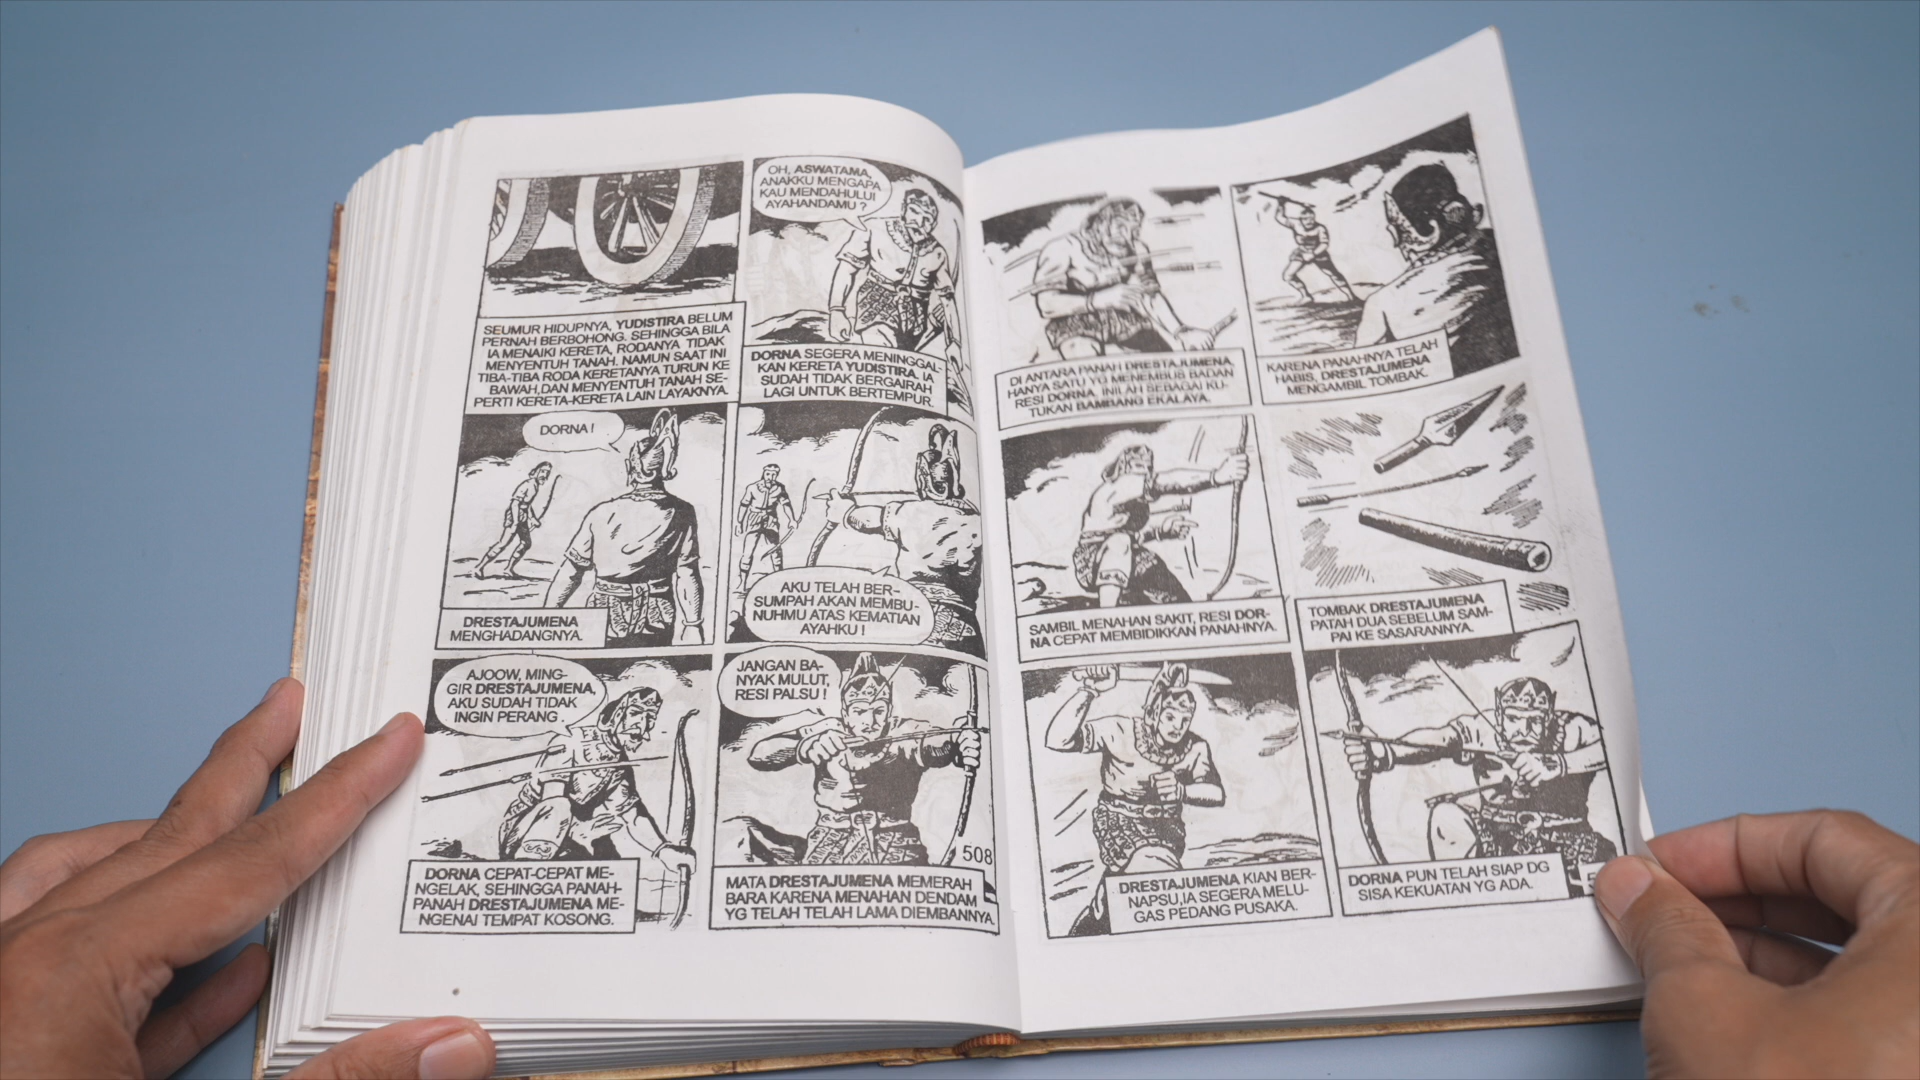 SEUMUR HIDUPNYA, YUDISTIRA BELUM
PERNAH BERBOHONG. SEHINGGA BILA
IA MENAIKI KERETA, RODANYA TIDAK
MENYENTUH TANAH. NAMUN SAAT INI
TIBA-TIBA RODA KERETANYA TURUN KE
BAWAH,DAN MENYENTUH TANAH SE-
PERTI KERETA-KERETA LAIN LAYAKNYA.
OH, ASWATAMA,
ANAKKU MENGAPA
KAU MENDAHULUI
AYAHANDAMU ?
DORNA SEGERA MENINGGAL-
KAN KERETA YUDISTIRA. IA
SUDAH TIDAK BERGAIRAH
LAGI UNTUK BERTEMPUR.
DORNA !
DRESTAJUMENA
MENGHADANGNYA.
AKU TELAH BER-
SUMPAH AKAN MEMBU-
NUHMU ATAS KEMATIAN
AYAHKU !
AJOOW, MING-
GIR DRESTAJUMENA,
AKU SUDAH TIDAK
INGIN PERANG.
DORNA CEPAT-CEPAT ME-
NGELAK, SEHINGGA PANAH-
PANAH DRESTAJUMENA ME-
NGENAI TEMPAT KOSONG.
JANGAN BA-
NYAK MULUT,
RESI PALSU !
508
MATA DRESTAJUMENA MEMERAH
BARA KARENA MENAHAN DENDAM
YG TELAH TELAH LAMA DIEMBANNYA.
DI ANTARA PANAH DRESTAJUMENA
HANYA SATU YG MENEMBUS BADAN
RESI DORNA. INILAH SEBAGAI KU-
TUKAN BAMBANG EKALAYA.
KARENA PANAHNYA TELAH
HABIS, DRESTAJUMENA
MENGAMBIL TOMBAK.
SAMBIL MENAHAN SAKIT, RESI DOR-
NA CEPAT MEMBIDIKKAN PANAHNYA.
TOMBAK DRESTAJUMENA
PATAH DUA SEBELUM SAM-
PAI KE SASARANNYA.
DRESTAJUMENA KIAN BER-
NAPSU,IA SEGERA MELU-
GAS PEDANG PUSAKA.
DORNA PUN TELAH SIAP DG
SISA KEKUATAN YG ADA.